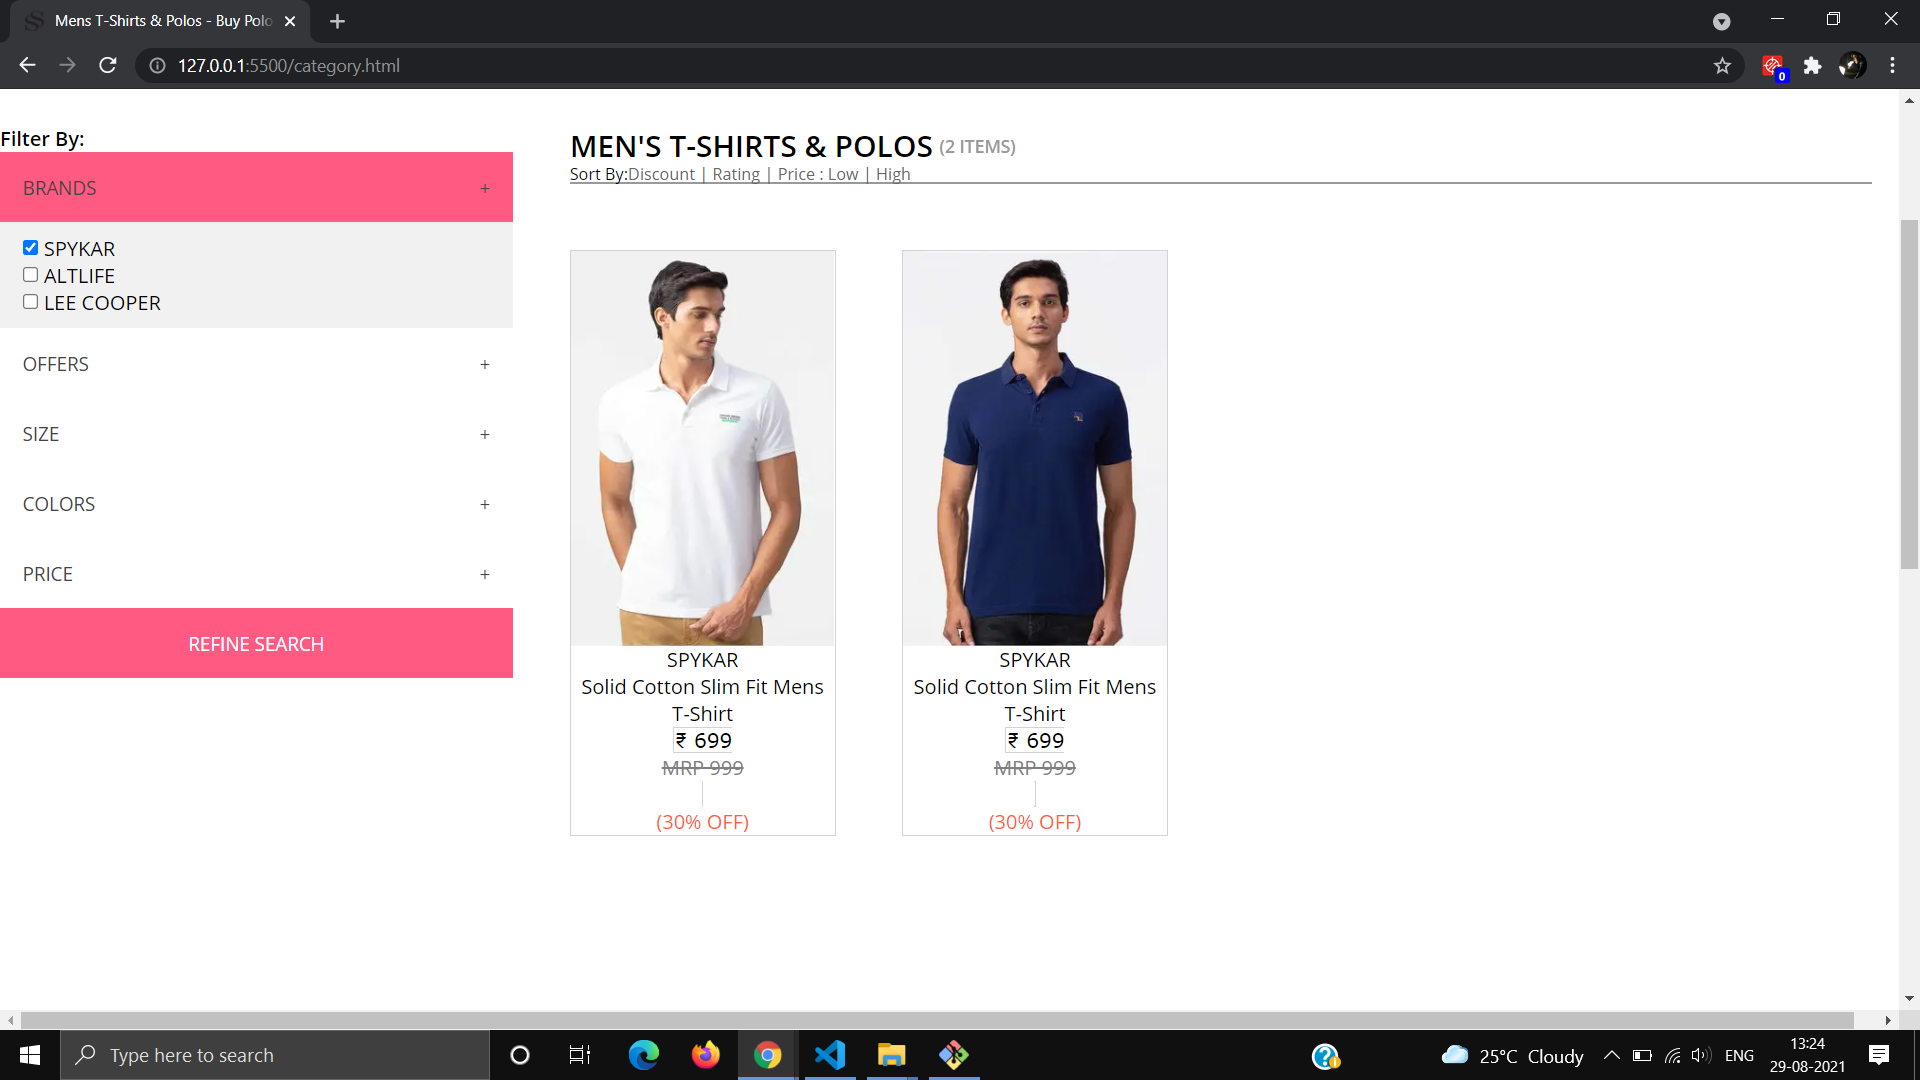 Mens T-Shirts & Polos - Buy Polo
127.0.0.1:5500/category.html
0
Filter By:
BRANDS +
SPYKAR
ALTLIFE
LEE COOPER
OFFERS +
SIZE +
COLORS +
PRICE +
REFINE SEARCH
MEN'S T-SHIRTS & POLOS (2 ITEMS)
Sort By:Discount | Rating | Price : Low | High
SPYKAR
Solid Cotton Slim Fit Mens
T-Shirt
₹ 699
MRP 999
(30% OFF)
SPYKAR
Solid Cotton Slim Fit Mens
T-Shirt
₹ 699
MRP 999
(30% OFF)
Type here to search
25°C Cloudy
ENG
13:24
29-08-2021